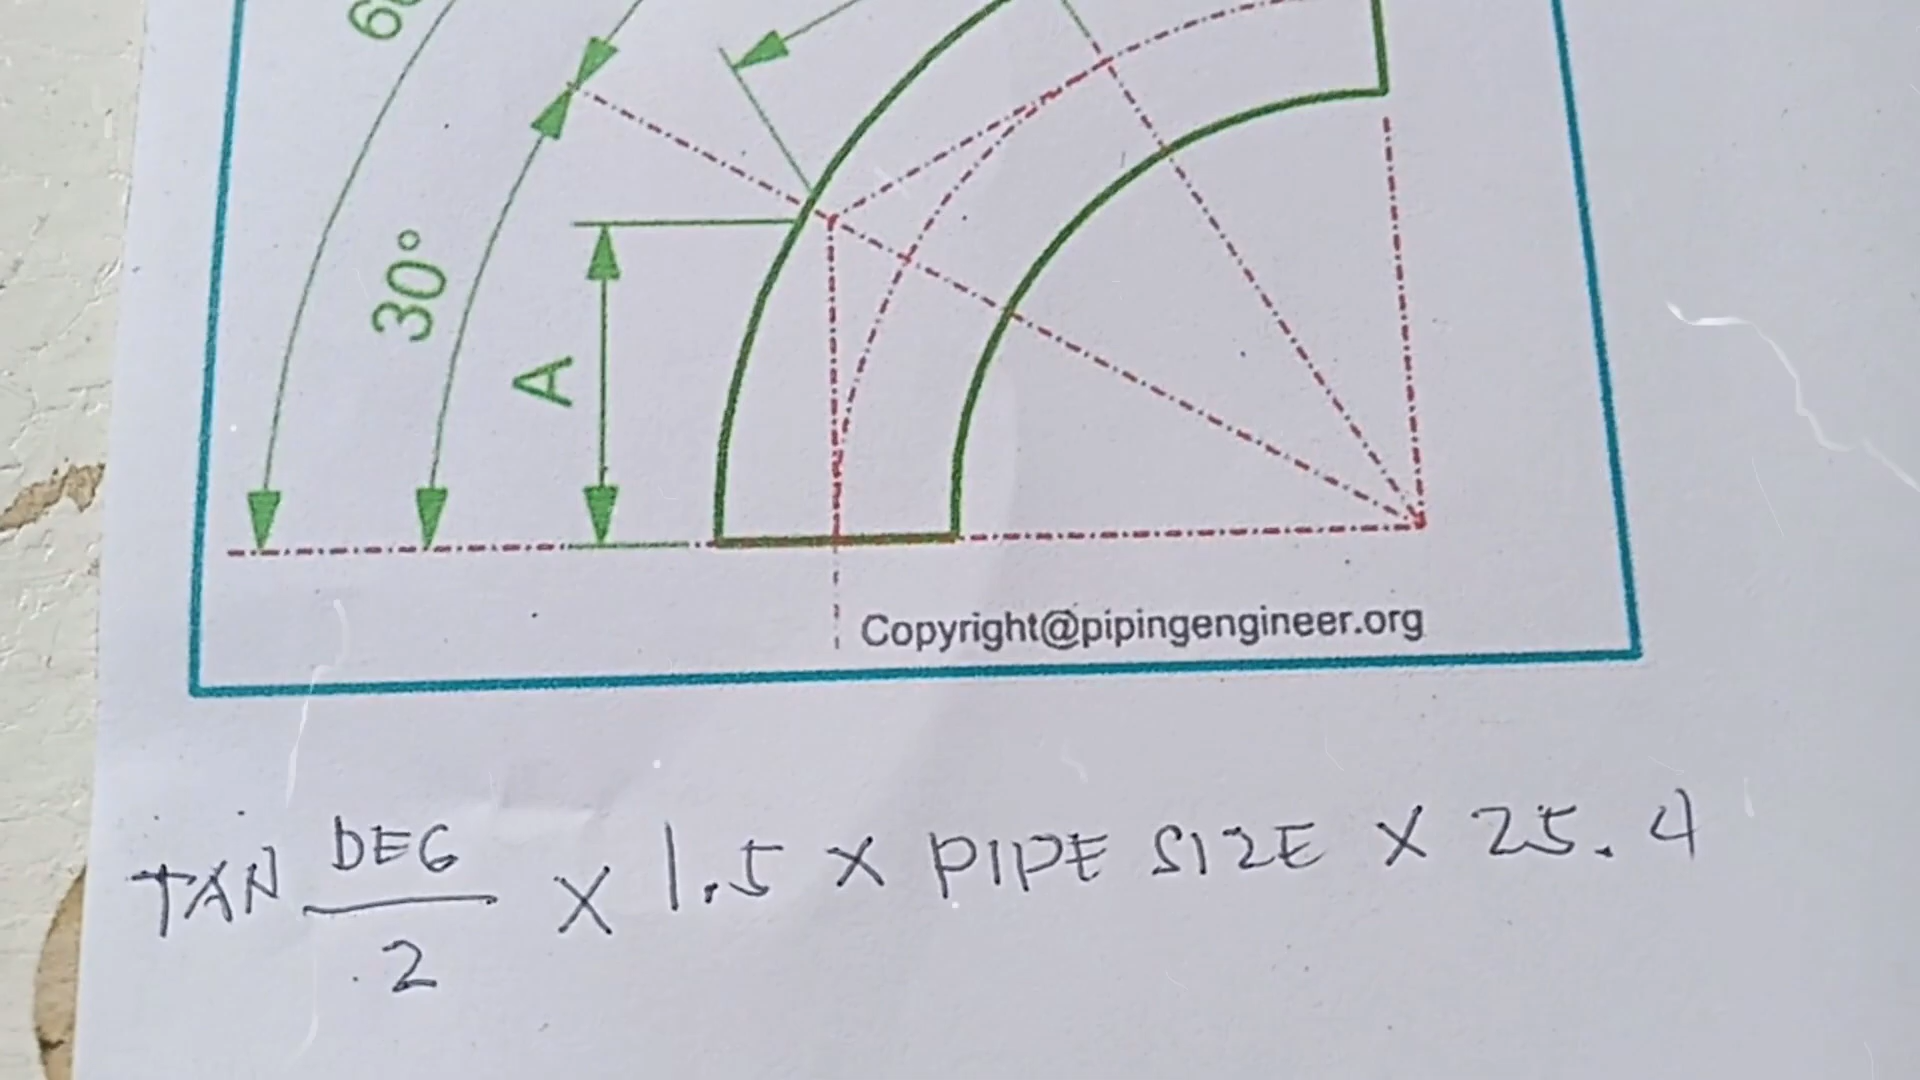 30°
A
Copyright@pipingengineer.org
TAN DEG/2 X 1.5 X PIPE SIZE X 25.4